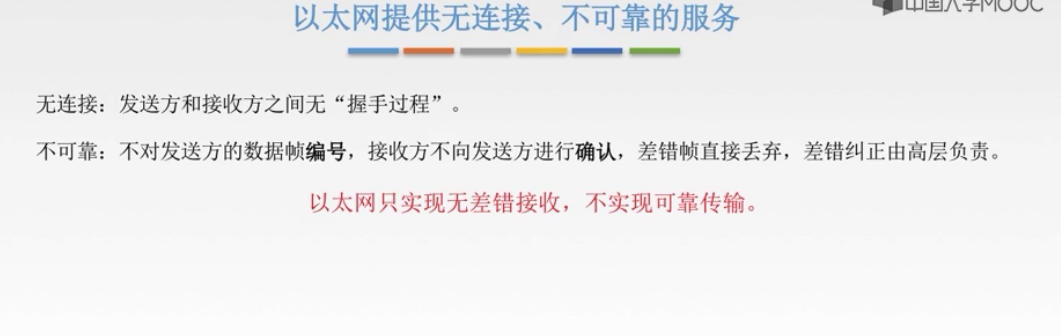 中国大学MOOC
以太网提供无连接、不可靠的服务
无连接：发送方和接收方之间无“握手过程”。
不可靠：不对发送方的数据帧编号，接收方不向发送方进行确认，差错帧直接丢弃，差错纠正由高层负责。
以太网只实现无差错接收，不实现可靠传输。